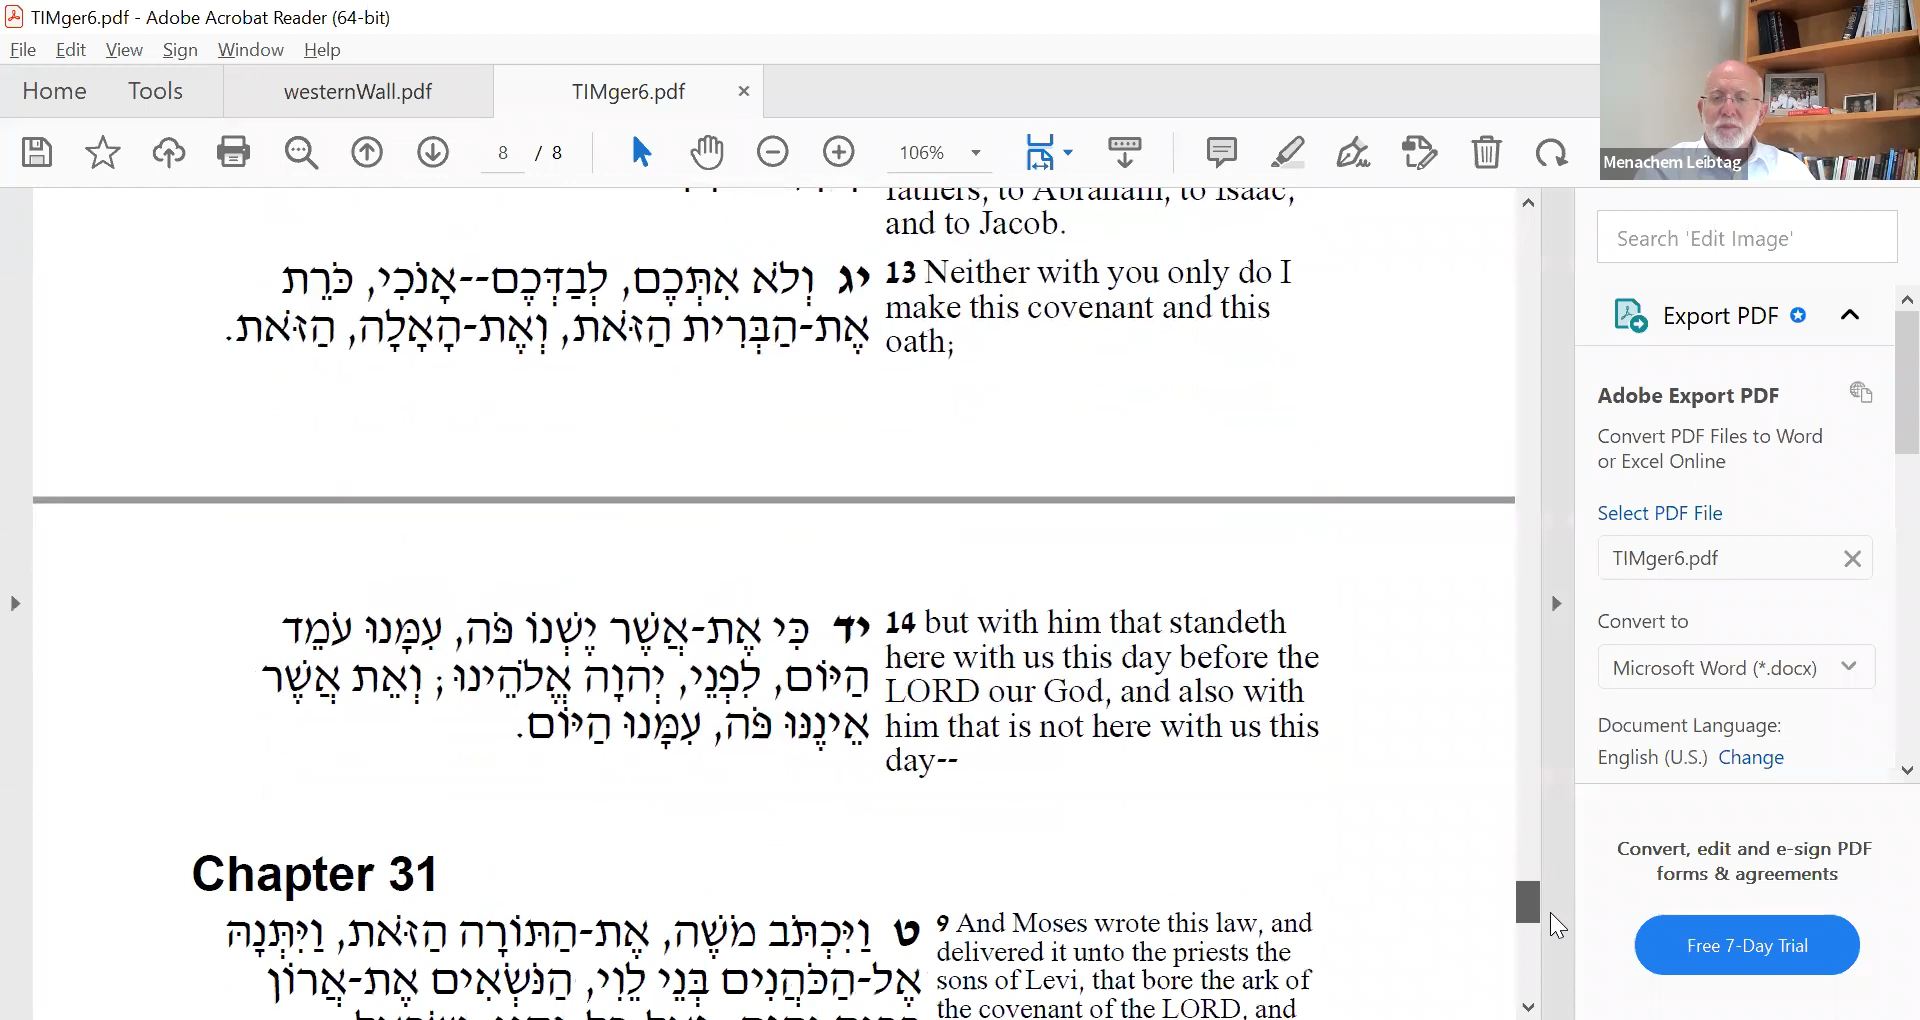 TIMger6.pdf - Adobe Acrobat Reader (64-bit)
File Edit View Sign Window Help
Home Tools westernWall.pdf TIMger6.pdf ×
8 / 8 106%
Menachem Leibtag
fathers, to Abraham, to Isaac,
and to Jacob.
יג וְלֹא אִתְּכֶם, לְבַדְּכֶם--אָנֹכִי, כֹּרֵת
אֶת-הַבְּרִית הַזֹּאת, וְאֶת-הָאָלָה, הַזֹּאת.
13 Neither with you only do I
make this covenant and this
oath;
יד כִּי אֶת-אֲשֶׁר יֶשְׁנוֹ פֹּה, עִמָּנוּ עֹמֵד
הַיּוֹם, לִפְנֵי, יְהוָה אֱלֹהֵינוּ; וְאֵת אֲשֶׁר
אֵינֶנּוּ פֹּה, עִמָּנוּ הַיּוֹם.
14 but with him that standeth
here with us this day before the
LORD our God, and also with
him that is not here with us this
day--
Chapter 31
ט וַיִּכְתֹּב מֹשֶׁה, אֶת-הַתּוֹרָה הַזֹּאת, וַיִּתְּנָהּ
אֶל-הַכֹּהֲנִים בְּנֵי לֵוִי, הַנֹּשְׂאִים אֶת-אֲרוֹן
9 And Moses wrote this law, and
delivered it unto the priests the
sons of Levi, that bore the ark of
the covenant of the LORD, and
Search 'Edit Image'
Export PDF
Adobe Export PDF
Convert PDF Files to Word
or Excel Online
Select PDF File
TIMger6.pdf
Convert to
Microsoft Word (*.docx)
Document Language:
English (U.S.) Change
Convert, edit and e-sign PDF
forms & agreements
Free 7-Day Trial